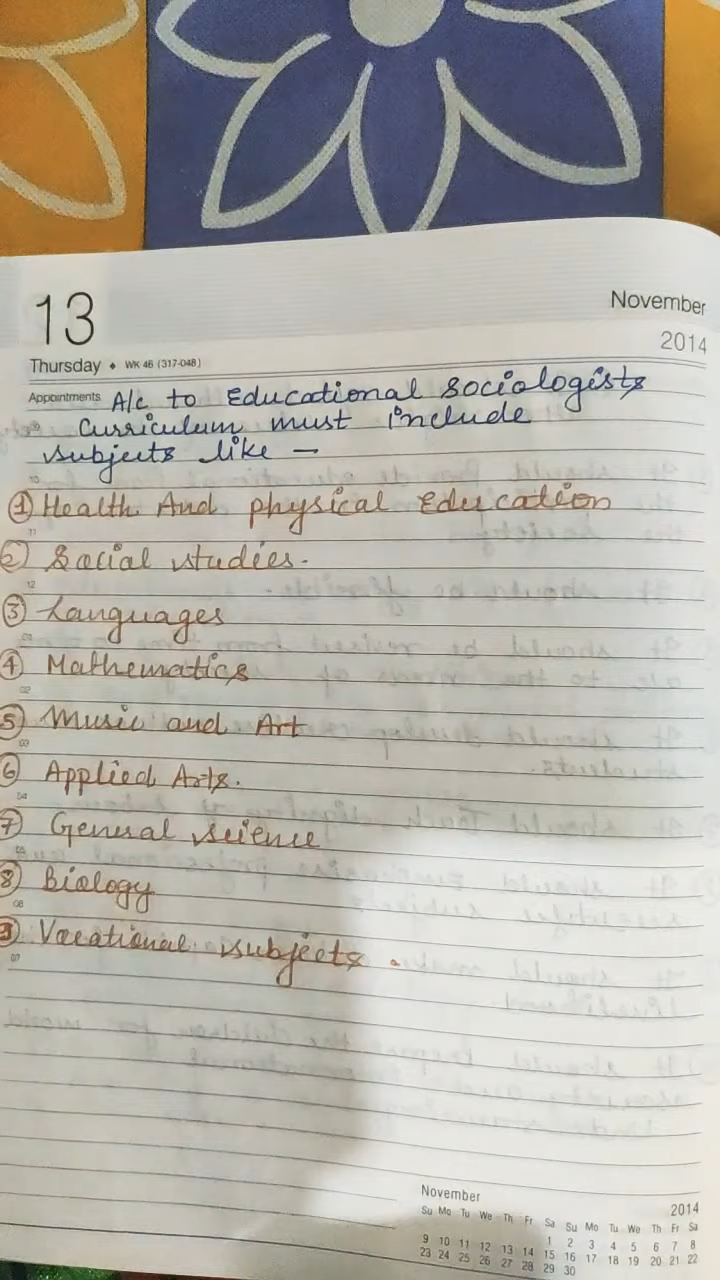 13
November
2014
Thursday ♦ WK 46 (317-048)
Appointments A/c to Educational Sociologists
Curriculum must include
subjects like —
① Health And physical Education
② Social studies.
③ Languages
④ Mathematics
⑤ Music and Art
⑥ Applied Arts.
⑦ General science
⑧ Biology
⑨ Vocational subjects.
November 2014
Su Mo Tu We Th Fr Sa Su Mo Tu We Th Fr Sa
1 2 3 4 5 6 7 8
9 10 11 12 13 14 15 16 17 18 19 20 21 22
23 24 25 26 27 28 29 30